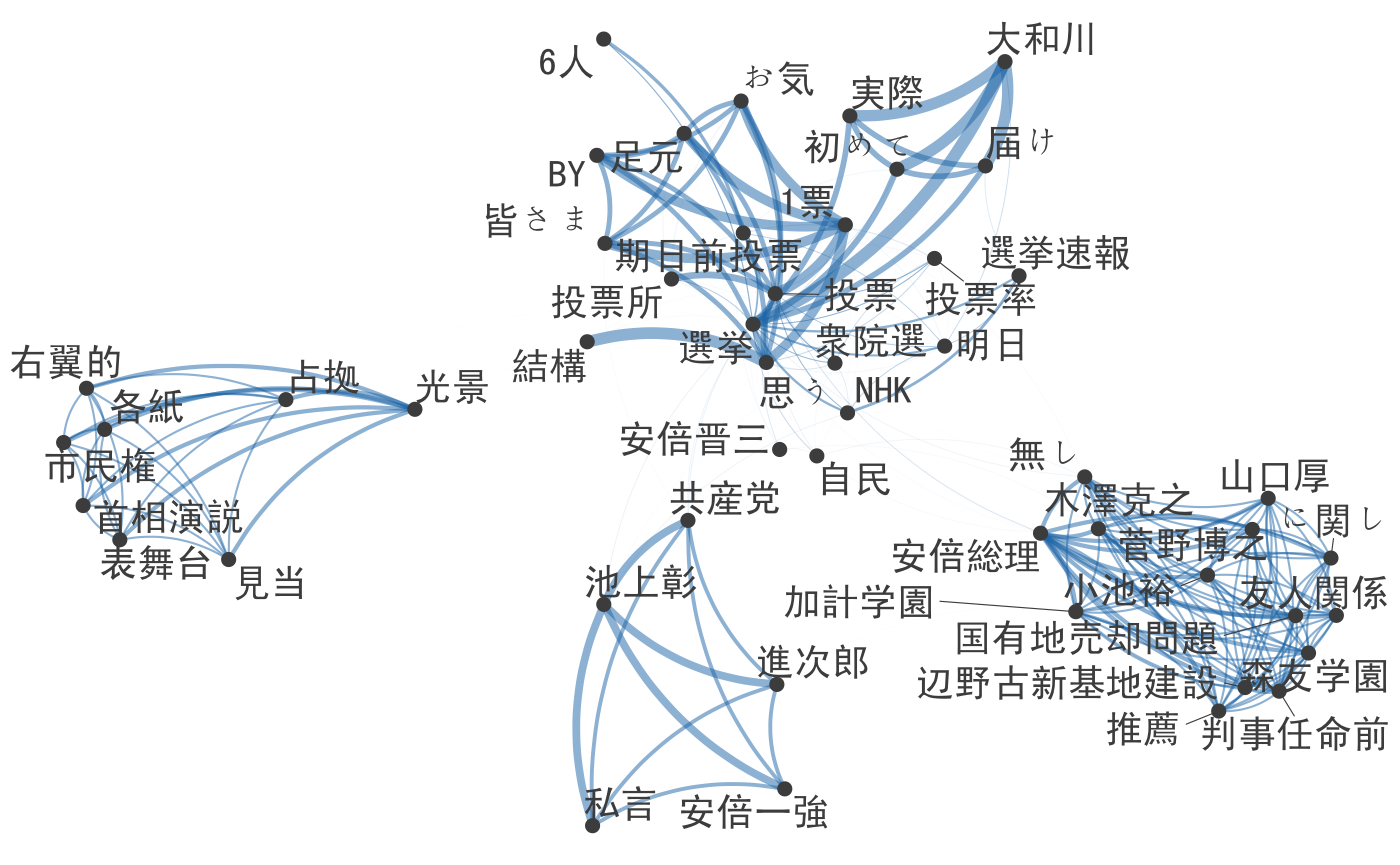 大和川
6人
お気
実際
初めて
届け
足元
BY
1票
皆さま
期日前投票
選挙速報
投票所
投票
投票率
選挙
衆院選
明日
結構
思う
NHK
右翼的
占拠
光景
各紙
市民権
首相演説
表舞台
見当
安倍晋三
自民
無し
共産党
木澤克之
山口厚
に関し
菅野博之
安倍総理
池上彰
小池裕
友人関係
加計学園
国有地売却問題
進次郎
辺野古新基地建設
森友学園
推薦
判事任命前
私言
安倍一強